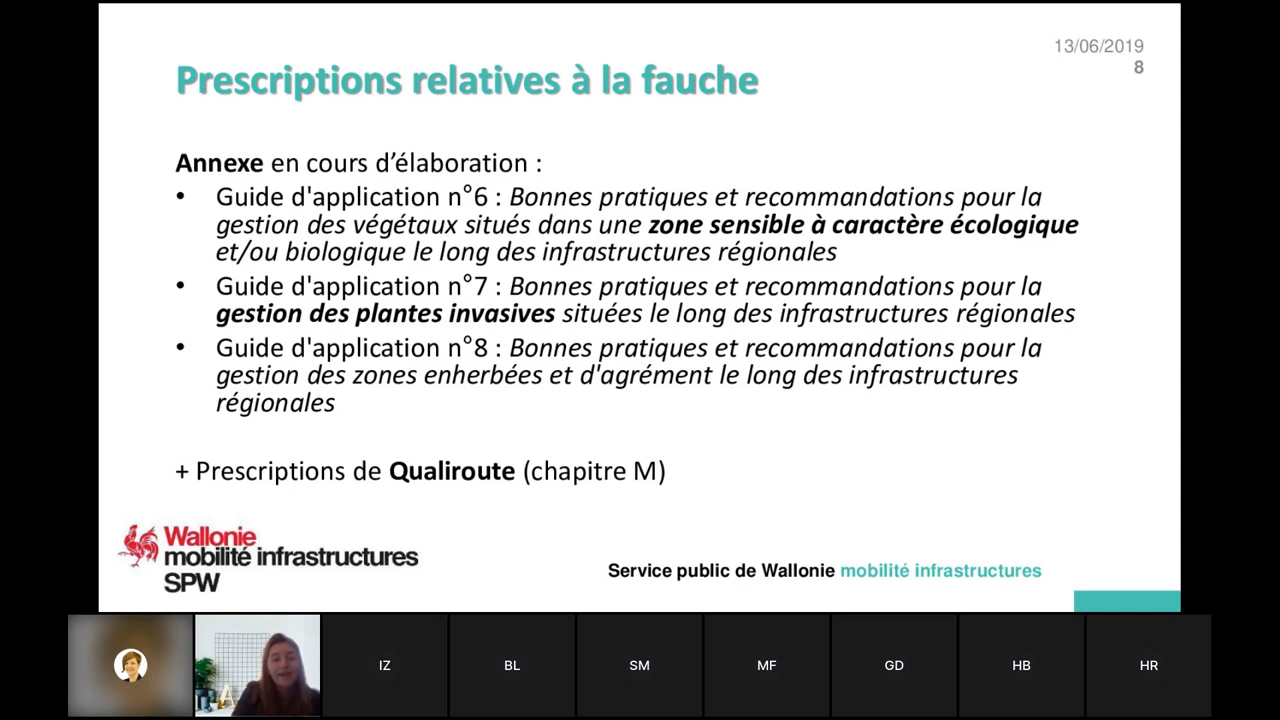 13/06/2019
8
Prescriptions relatives à la fauche
Annexe en cours d’élaboration :
• Guide d'application n°6 : Bonnes pratiques et recommandations pour la
gestion des végétaux situés dans une zone sensible à caractère écologique
et/ou biologique le long des infrastructures régionales
• Guide d'application n°7 : Bonnes pratiques et recommandations pour la
gestion des plantes invasives situées le long des infrastructures régionales
• Guide d'application n°8 : Bonnes pratiques et recommandations pour la
gestion des zones enherbées et d'agrément le long des infrastructures
régionales
+ Prescriptions de Qualiroute (chapitre M)
Wallonie
mobilité infrastructures
SPW
Service public de Wallonie mobilité infrastructures
A
IZ
BL
SM
MF
GD
HB
HR